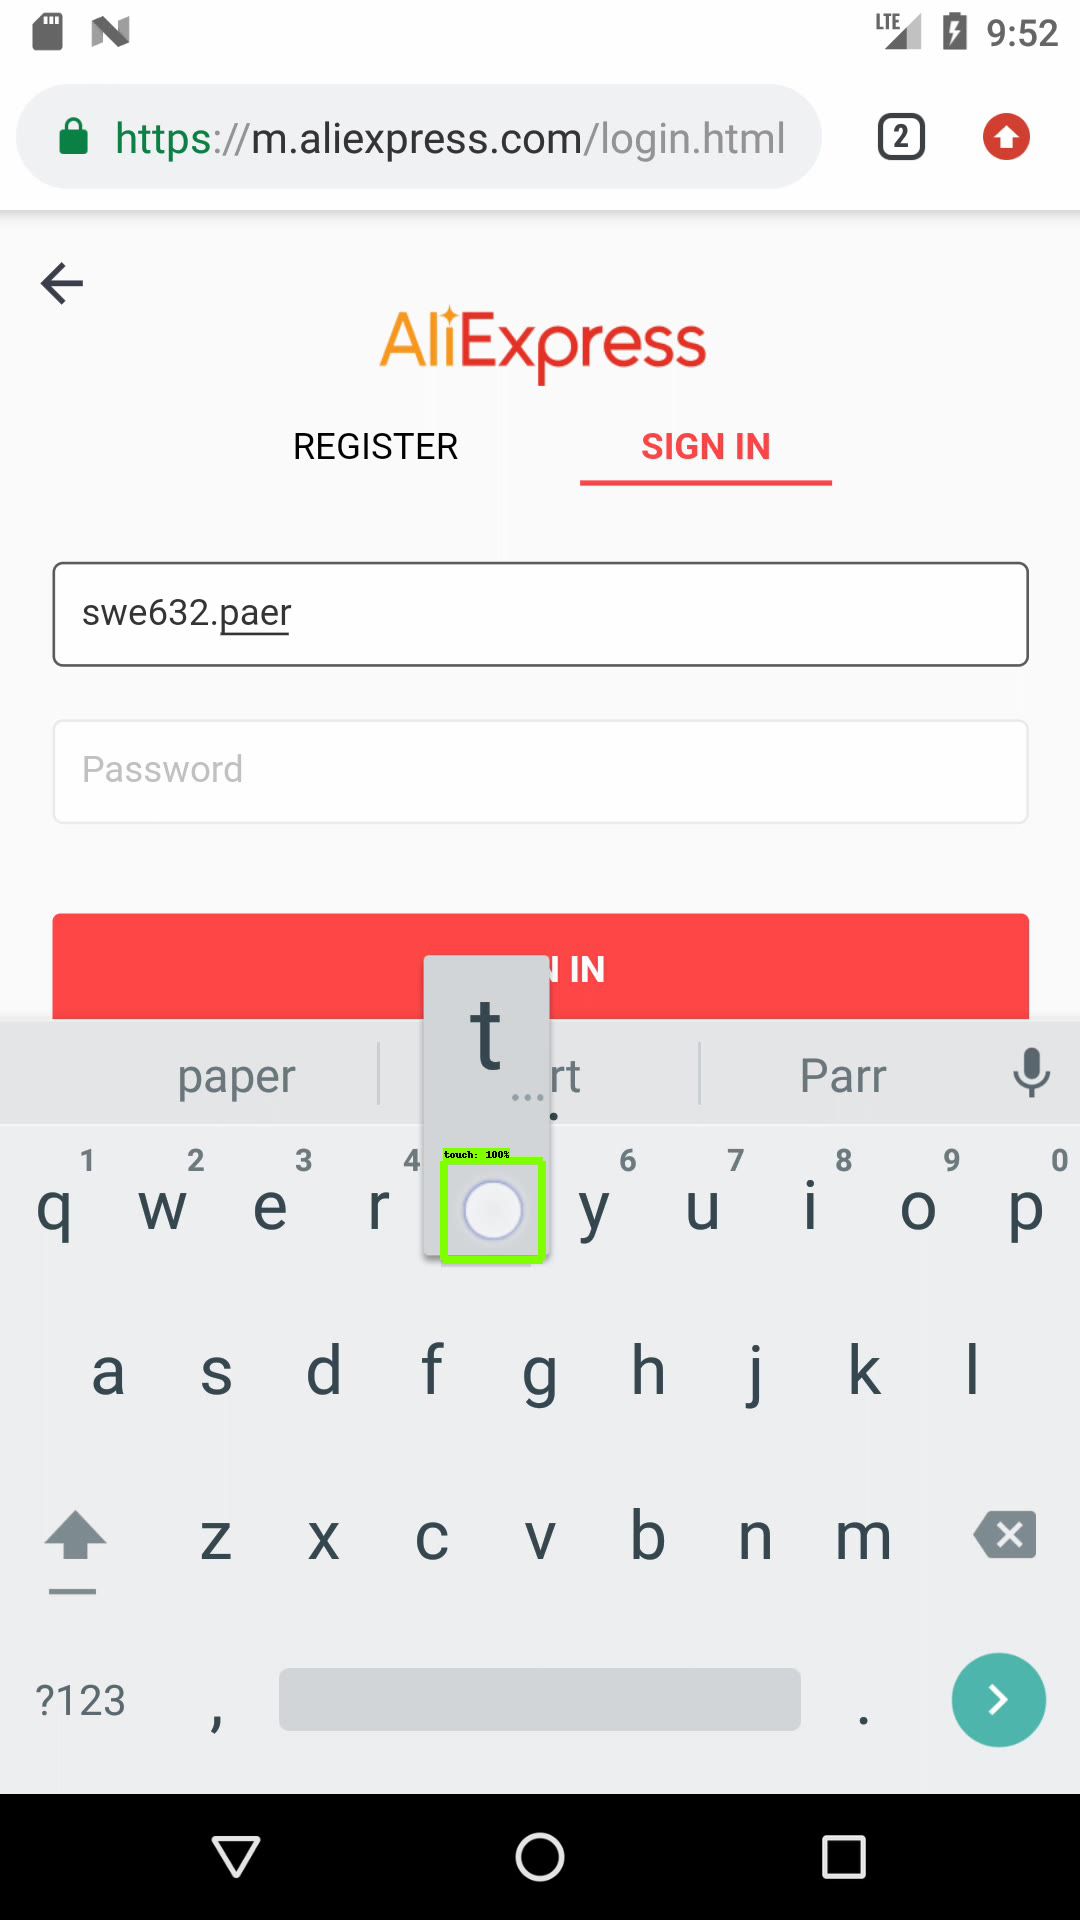 LTE 9:52
https://m.aliexpress.com/login.html 2
AliExpress
REGISTER SIGN IN
swe632.paer
Password
N IN
t
paper rt Parr
...
touch: 100%
1 2 3 4 6 7 8 9 0
q w e r y u i o p
a s d f g h j k l
z x c v b n m
?123 , .